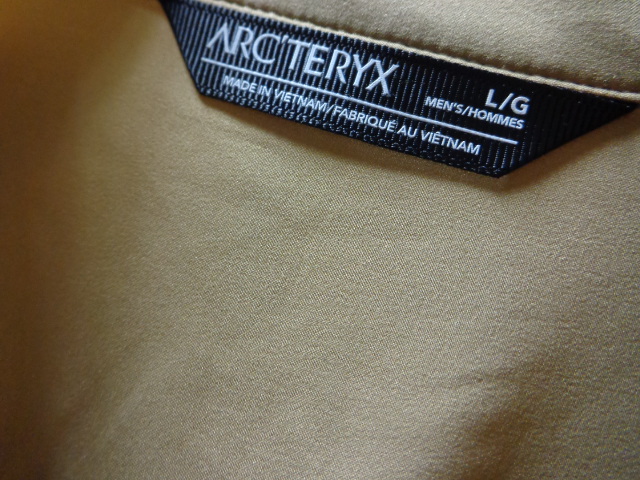 ARC'TERYX
L/G
MEN'S/HOMMES
MADE IN VIETNAM/FABRIQUÉ AU VIÊTNAM